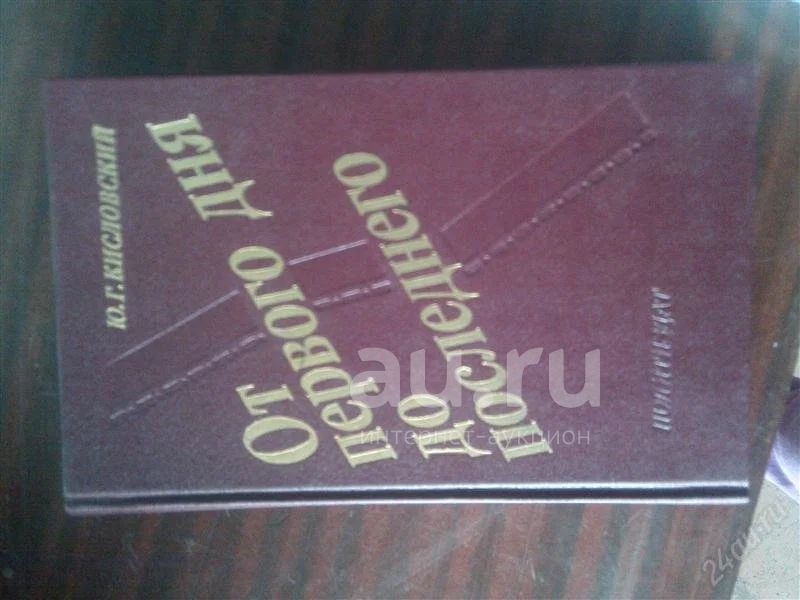 Ю.Г.КИСЛОВСКИЙ
От
первого дня
до
последнего
ПОЛИТИЗДАТ
au.ru
интернет-аукцион
24au.ru